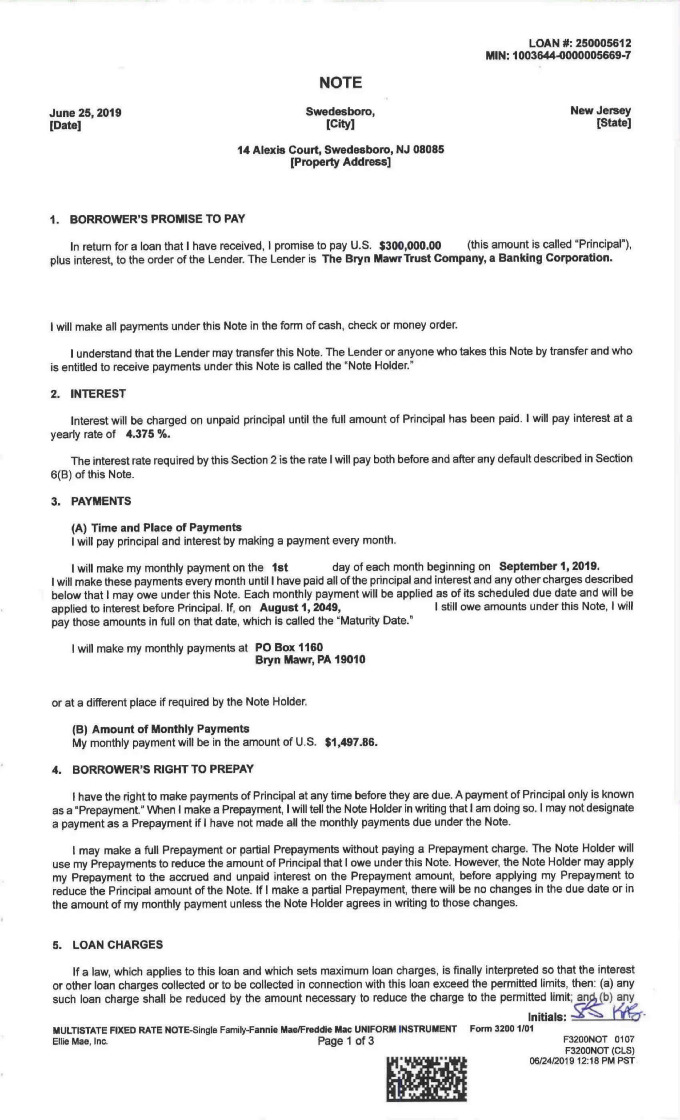 LOAN #: 250005612
MIN: 1003644-0000005669-7
NOTE
June 25, 2019 Swedesboro, New Jersey
[Date] [City] [State]
14 Alexis Court, Swedesboro, NJ 08085
[Property Address]
1. BORROWER'S PROMISE TO PAY
In return for a loan that I have received, I promise to pay U.S. $300,000.00 (this amount is called "Principal"),
plus interest, to the order of the Lender. The Lender is The Bryn Mawr Trust Company, a Banking Corporation.
I will make all payments under this Note in the form of cash, check or money order.
I understand that the Lender may transfer this Note. The Lender or anyone who takes this Note by transfer and who
is entitled to receive payments under this Note is called the "Note Holder."
2. INTEREST
Interest will be charged on unpaid principal until the full amount of Principal has been paid. I will pay interest at a
yearly rate of 4.375 %.
The interest rate required by this Section 2 is the rate I will pay both before and after any default described in Section
6(B) of this Note.
3. PAYMENTS
(A) Time and Place of Payments
I will pay principal and interest by making a payment every month.
I will make my monthly payment on the 1st day of each month beginning on September 1, 2019.
I will make these payments every month until I have paid all of the principal and interest and any other charges described
below that I may owe under this Note. Each monthly payment will be applied as of its scheduled due date and will be
applied to interest before Principal. If, on August 1, 2049, I still owe amounts under this Note, I will
pay those amounts in full on that date, which is called the "Maturity Date."
I will make my monthly payments at PO Box 1160
Bryn Mawr, PA 19010
or at a different place if required by the Note Holder.
(B) Amount of Monthly Payments
My monthly payment will be in the amount of U.S. $1,497.86.
4. BORROWER'S RIGHT TO PREPAY
I have the right to make payments of Principal at any time before they are due. A payment of Principal only is known
as a "Prepayment." When I make a Prepayment, I will tell the Note Holder in writing that I am doing so. I may not designate
a payment as a Prepayment if I have not made all the monthly payments due under the Note.
I may make a full Prepayment or partial Prepayments without paying a Prepayment charge. The Note Holder will
use my Prepayments to reduce the amount of Principal that I owe under this Note. However, the Note Holder may apply
my Prepayment to the accrued and unpaid interest on the Prepayment amount, before applying my Prepayment to
reduce the Principal amount of the Note. If I make a partial Prepayment, there will be no changes in the due date or in
the amount of my monthly payment unless the Note Holder agrees in writing to those changes.
5. LOAN CHARGES
If a law, which applies to this loan and which sets maximum loan charges, is finally interpreted so that the interest
or other loan charges collected or to be collected in connection with this loan exceed the permitted limits, then: (a) any
such loan charge shall be reduced by the amount necessary to reduce the charge to the permitted limit; and (b) any
Initials:
MULTISTATE FIXED RATE NOTE-Single Family-Fannie Mae/Freddie Mac UNIFORM INSTRUMENT Form 3200 1/01
Ellie Mae, Inc. Page 1 of 3 F3200NOT 0107
F3200NOT (CLS)
06/24/2019 12:18 PM PST